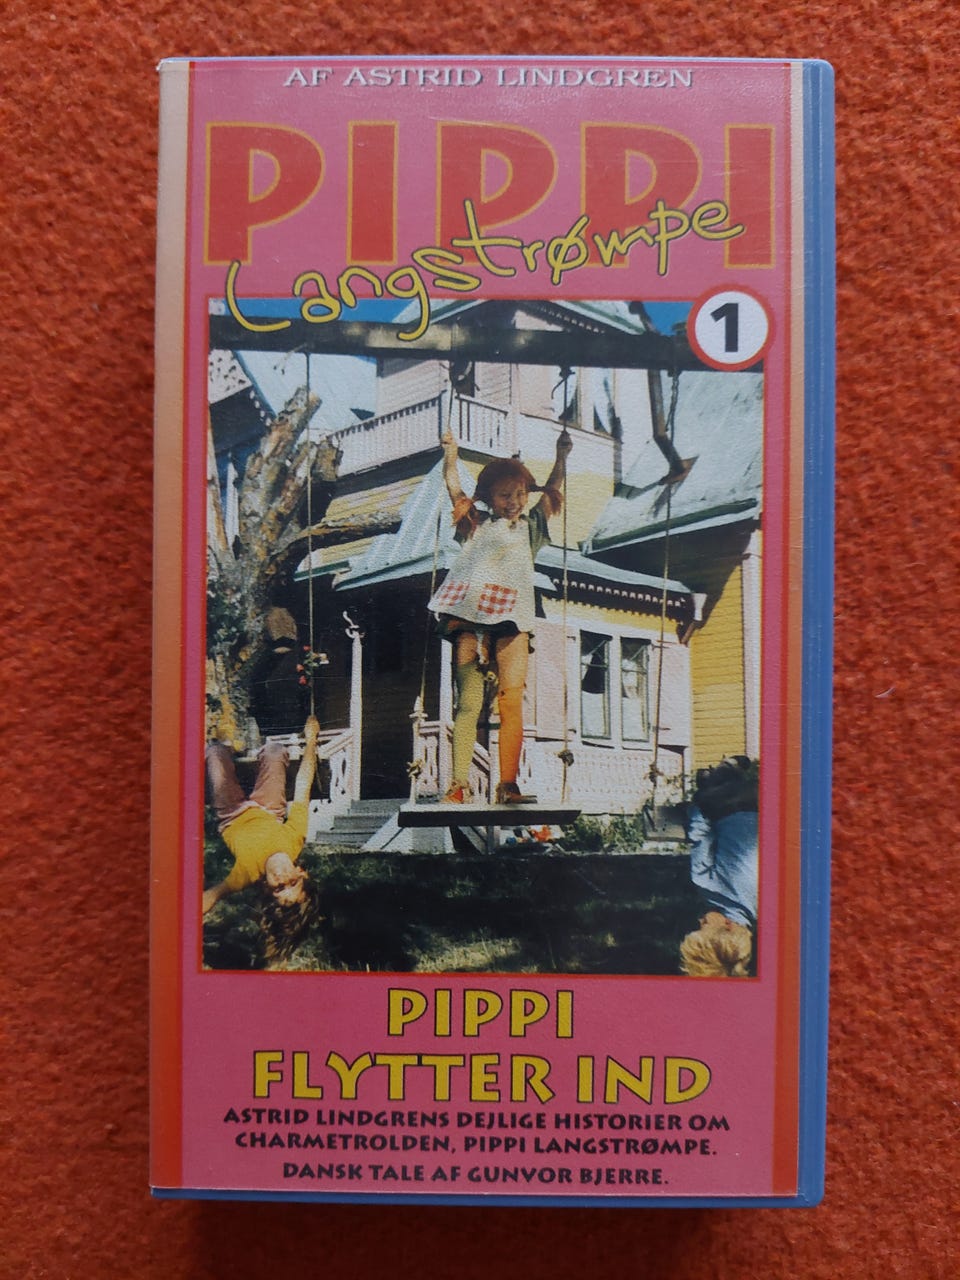 AF ASTRID LINDGREN
PIPPI
Langstrømpe
1
PIPPI
FLYTTER IND
ASTRID LINDGRENS DEJLIGE HISTORIER OM
CHARMETROLDEN, PIPPI LANGSTRØMPE.
DANSK TALE AF GUNVOR BJERRE.